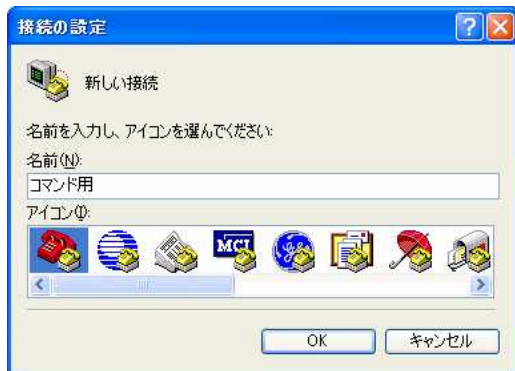 接続の設定
新しい接続
名前を入力し、アイコンを選んでください:
名前(N):
コマンド用
アイコン(I):
MCI
OK
キャンセル